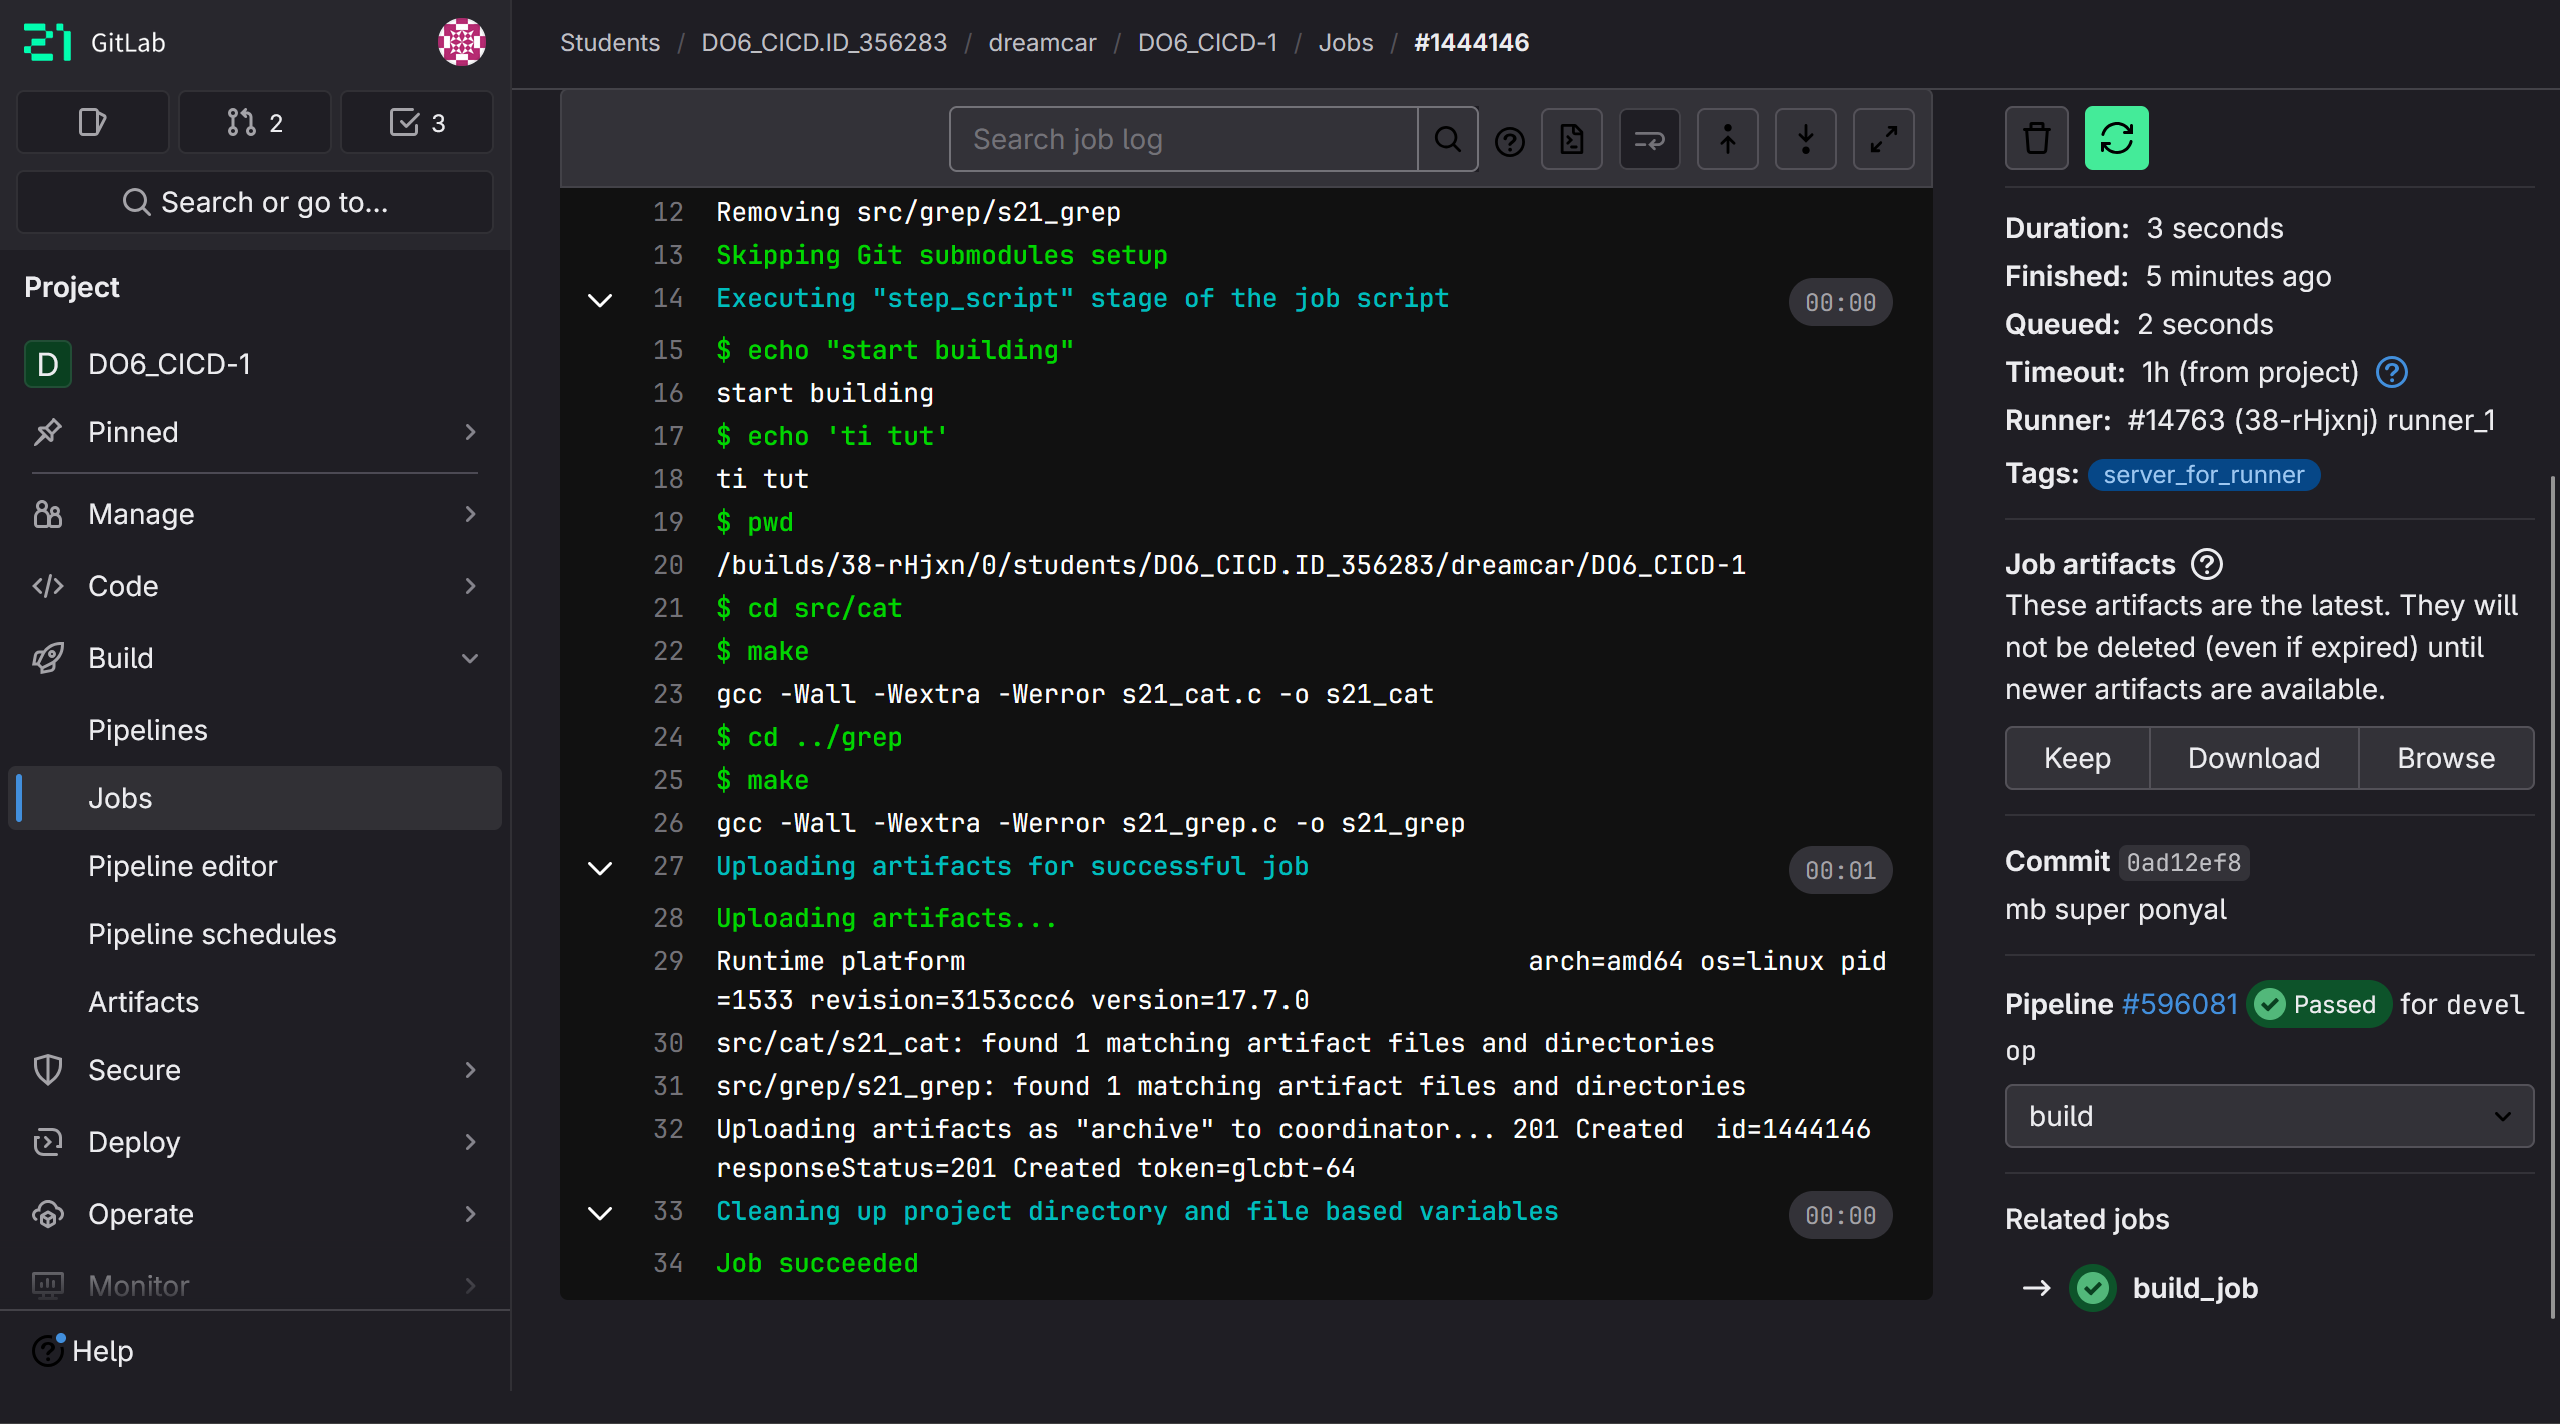 GitLab
2
3
Search or go to...
Project
D DO6_CICD-1
Pinned
Manage
Code
Build
Pipelines
Jobs
Pipeline editor
Pipeline schedules
Artifacts
Secure
Deploy
Operate
Monitor
Help
Students / DO6_CICD.ID_356283 / dreamcar / DO6_CICD-1 / Jobs / #1444146
Search job log
12 Removing src/grep/s21_grep
13 Skipping Git submodules setup
14 Executing "step_script" stage of the job script 00:00
15 $ echo "start building"
16 start building
17 $ echo 'ti tut'
18 ti tut
19 $ pwd
20 /builds/38-rHjxn/0/students/DO6_CICD.ID_356283/dreamcar/DO6_CICD-1
21 $ cd src/cat
22 $ make
23 gcc -Wall -Wextra -Werror s21_cat.c -o s21_cat
24 $ cd ../grep
25 $ make
26 gcc -Wall -Wextra -Werror s21_grep.c -o s21_grep
27 Uploading artifacts for successful job 00:01
28 Uploading artifacts...
29 Runtime platform arch=amd64 os=linux pid
=1533 revision=3153ccc6 version=17.7.0
30 src/cat/s21_cat: found 1 matching artifact files and directories
31 src/grep/s21_grep: found 1 matching artifact files and directories
32 Uploading artifacts as "archive" to coordinator... 201 Created id=1444146
responseStatus=201 Created token=glcbt-64
33 Cleaning up project directory and file based variables 00:00
34 Job succeeded
Duration: 3 seconds
Finished: 5 minutes ago
Queued: 2 seconds
Timeout: 1h (from project)
Runner: #14763 (38-rHjxnj) runner_1
Tags: server_for_runner
Job artifacts
These artifacts are the latest. They will
not be deleted (even if expired) until
newer artifacts are available.
Keep Download Browse
Commit 0ad12ef8
mb super ponyal
Pipeline #596081 Passed for devel
op
build
Related jobs
→ build_job